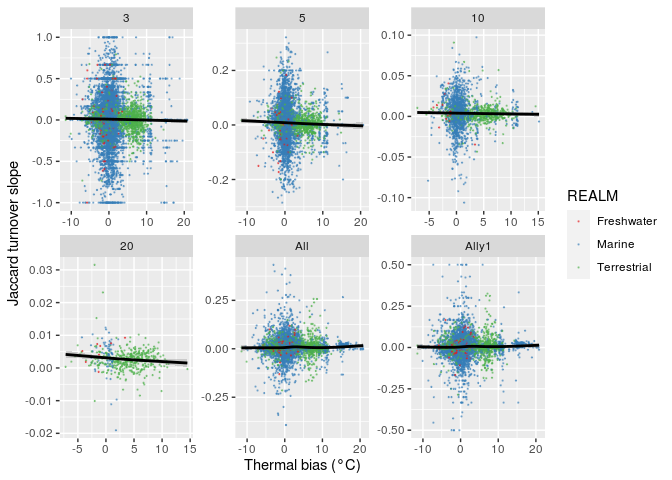 3 5 10
1.0
0.5
0.0
-0.5
-1.0
-10 0 10 20
0.2
0.0
-0.2
-10 0 10 20
0.10
0.05
0.00
-0.05
-0.10
-5 0 5 10 15
Jaccard turnover slope
20 All Ally1
0.03
0.02
0.01
0.00
-0.01
-0.02
-5 0 5 10 15
0.25
0.00
-0.25
-10 0 10 20
0.50
0.25
0.00
-0.25
-0.50
-10 0 10 20
Thermal bias (°C)
REALM
Freshwater
Marine
Terrestrial